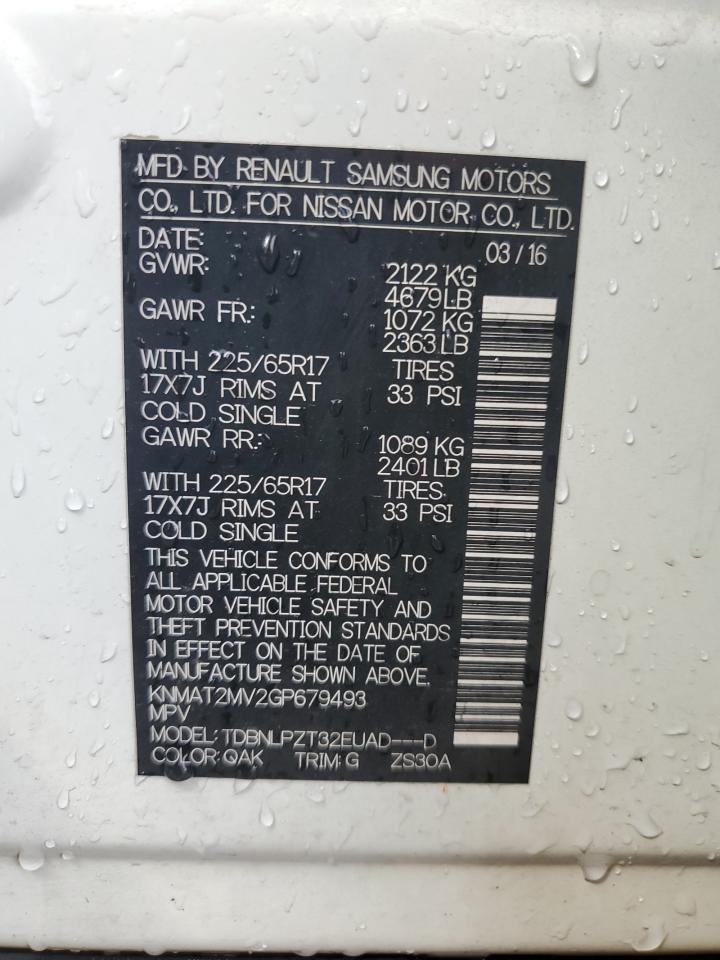 MFD BY RENAULT SAMSUNG MOTORS
CO., LTD. FOR NISSAN MOTOR CO., LTD.
DATE: 03 / 16
GVWR: 2122 KG
4679 LB
GAWR FR.: 1072 KG
2363 LB
WITH 225/65R17 TIRES
17X7J RIMS AT 33 PSI
COLD SINGLE
GAWR RR.: 1089 KG
2401 LB
WITH 225/65R17 TIRES
17X7J RIMS AT 33 PSI
COLD SINGLE
THIS VEHICLE CONFORMS TO
ALL APPLICABLE FEDERAL
MOTOR VEHICLE SAFETY AND
THEFT PREVENTION STANDARDS
IN EFFECT ON THE DATE OF
MANUFACTURE SHOWN ABOVE.
KNMAT2MV2GP679493
MPV
MODEL: TDBNLPZT32EUAD---D
COLOR: QAK TRIM: G ZS30A